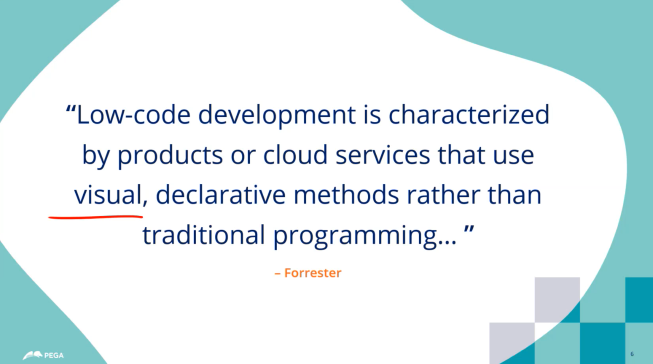 “Low-code development is characterized
by products or cloud services that use
visual, declarative methods rather than
traditional programming... ”
– Forrester
PEGA
6